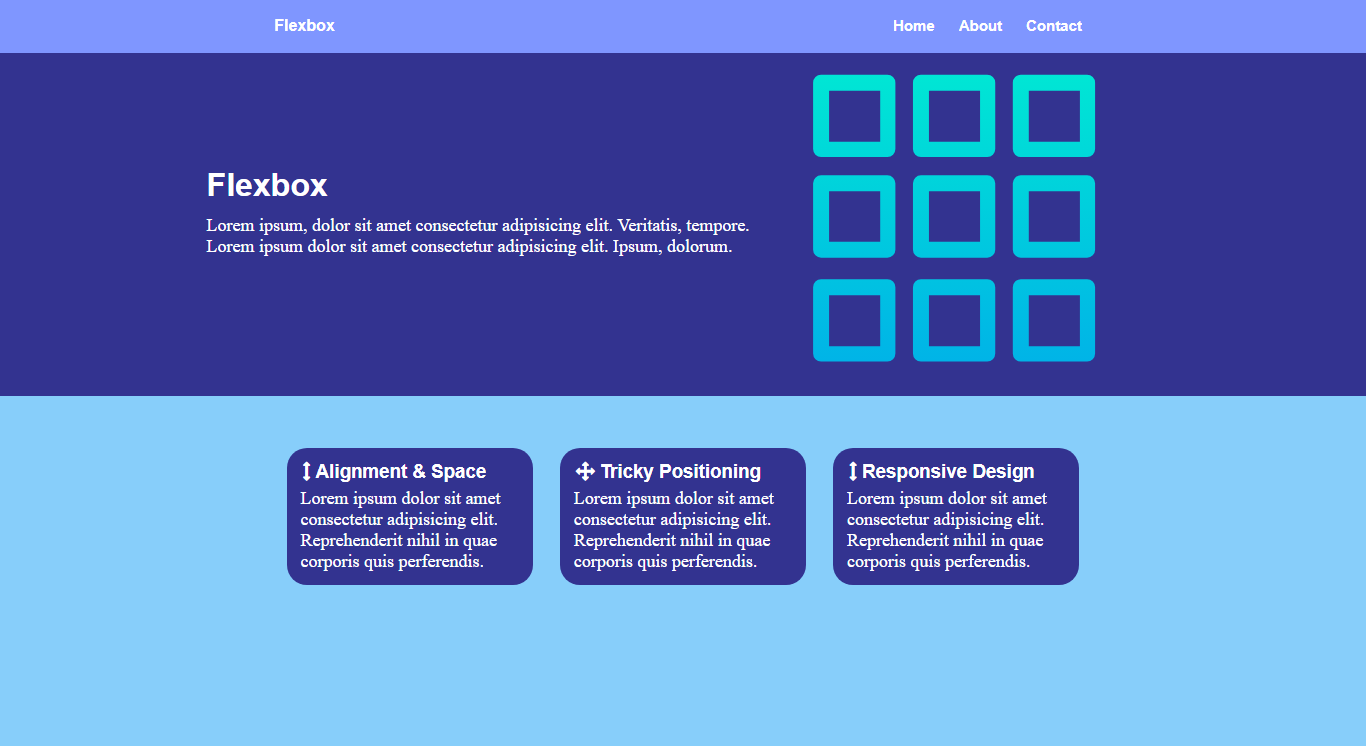 Flexbox
Home About Contact
Flexbox
Lorem ipsum, dolor sit amet consectetur adipisicing elit. Veritatis, tempore.
Lorem ipsum dolor sit amet consectetur adipisicing elit. Ipsum, dolorum.
Alignment & Space
Lorem ipsum dolor sit amet
consectetur adipisicing elit.
Reprehenderit nihil in quae
corporis quis perferendis.
Tricky Positioning
Lorem ipsum dolor sit amet
consectetur adipisicing elit.
Reprehenderit nihil in quae
corporis quis perferendis.
Responsive Design
Lorem ipsum dolor sit amet
consectetur adipisicing elit.
Reprehenderit nihil in quae
corporis quis perferendis.